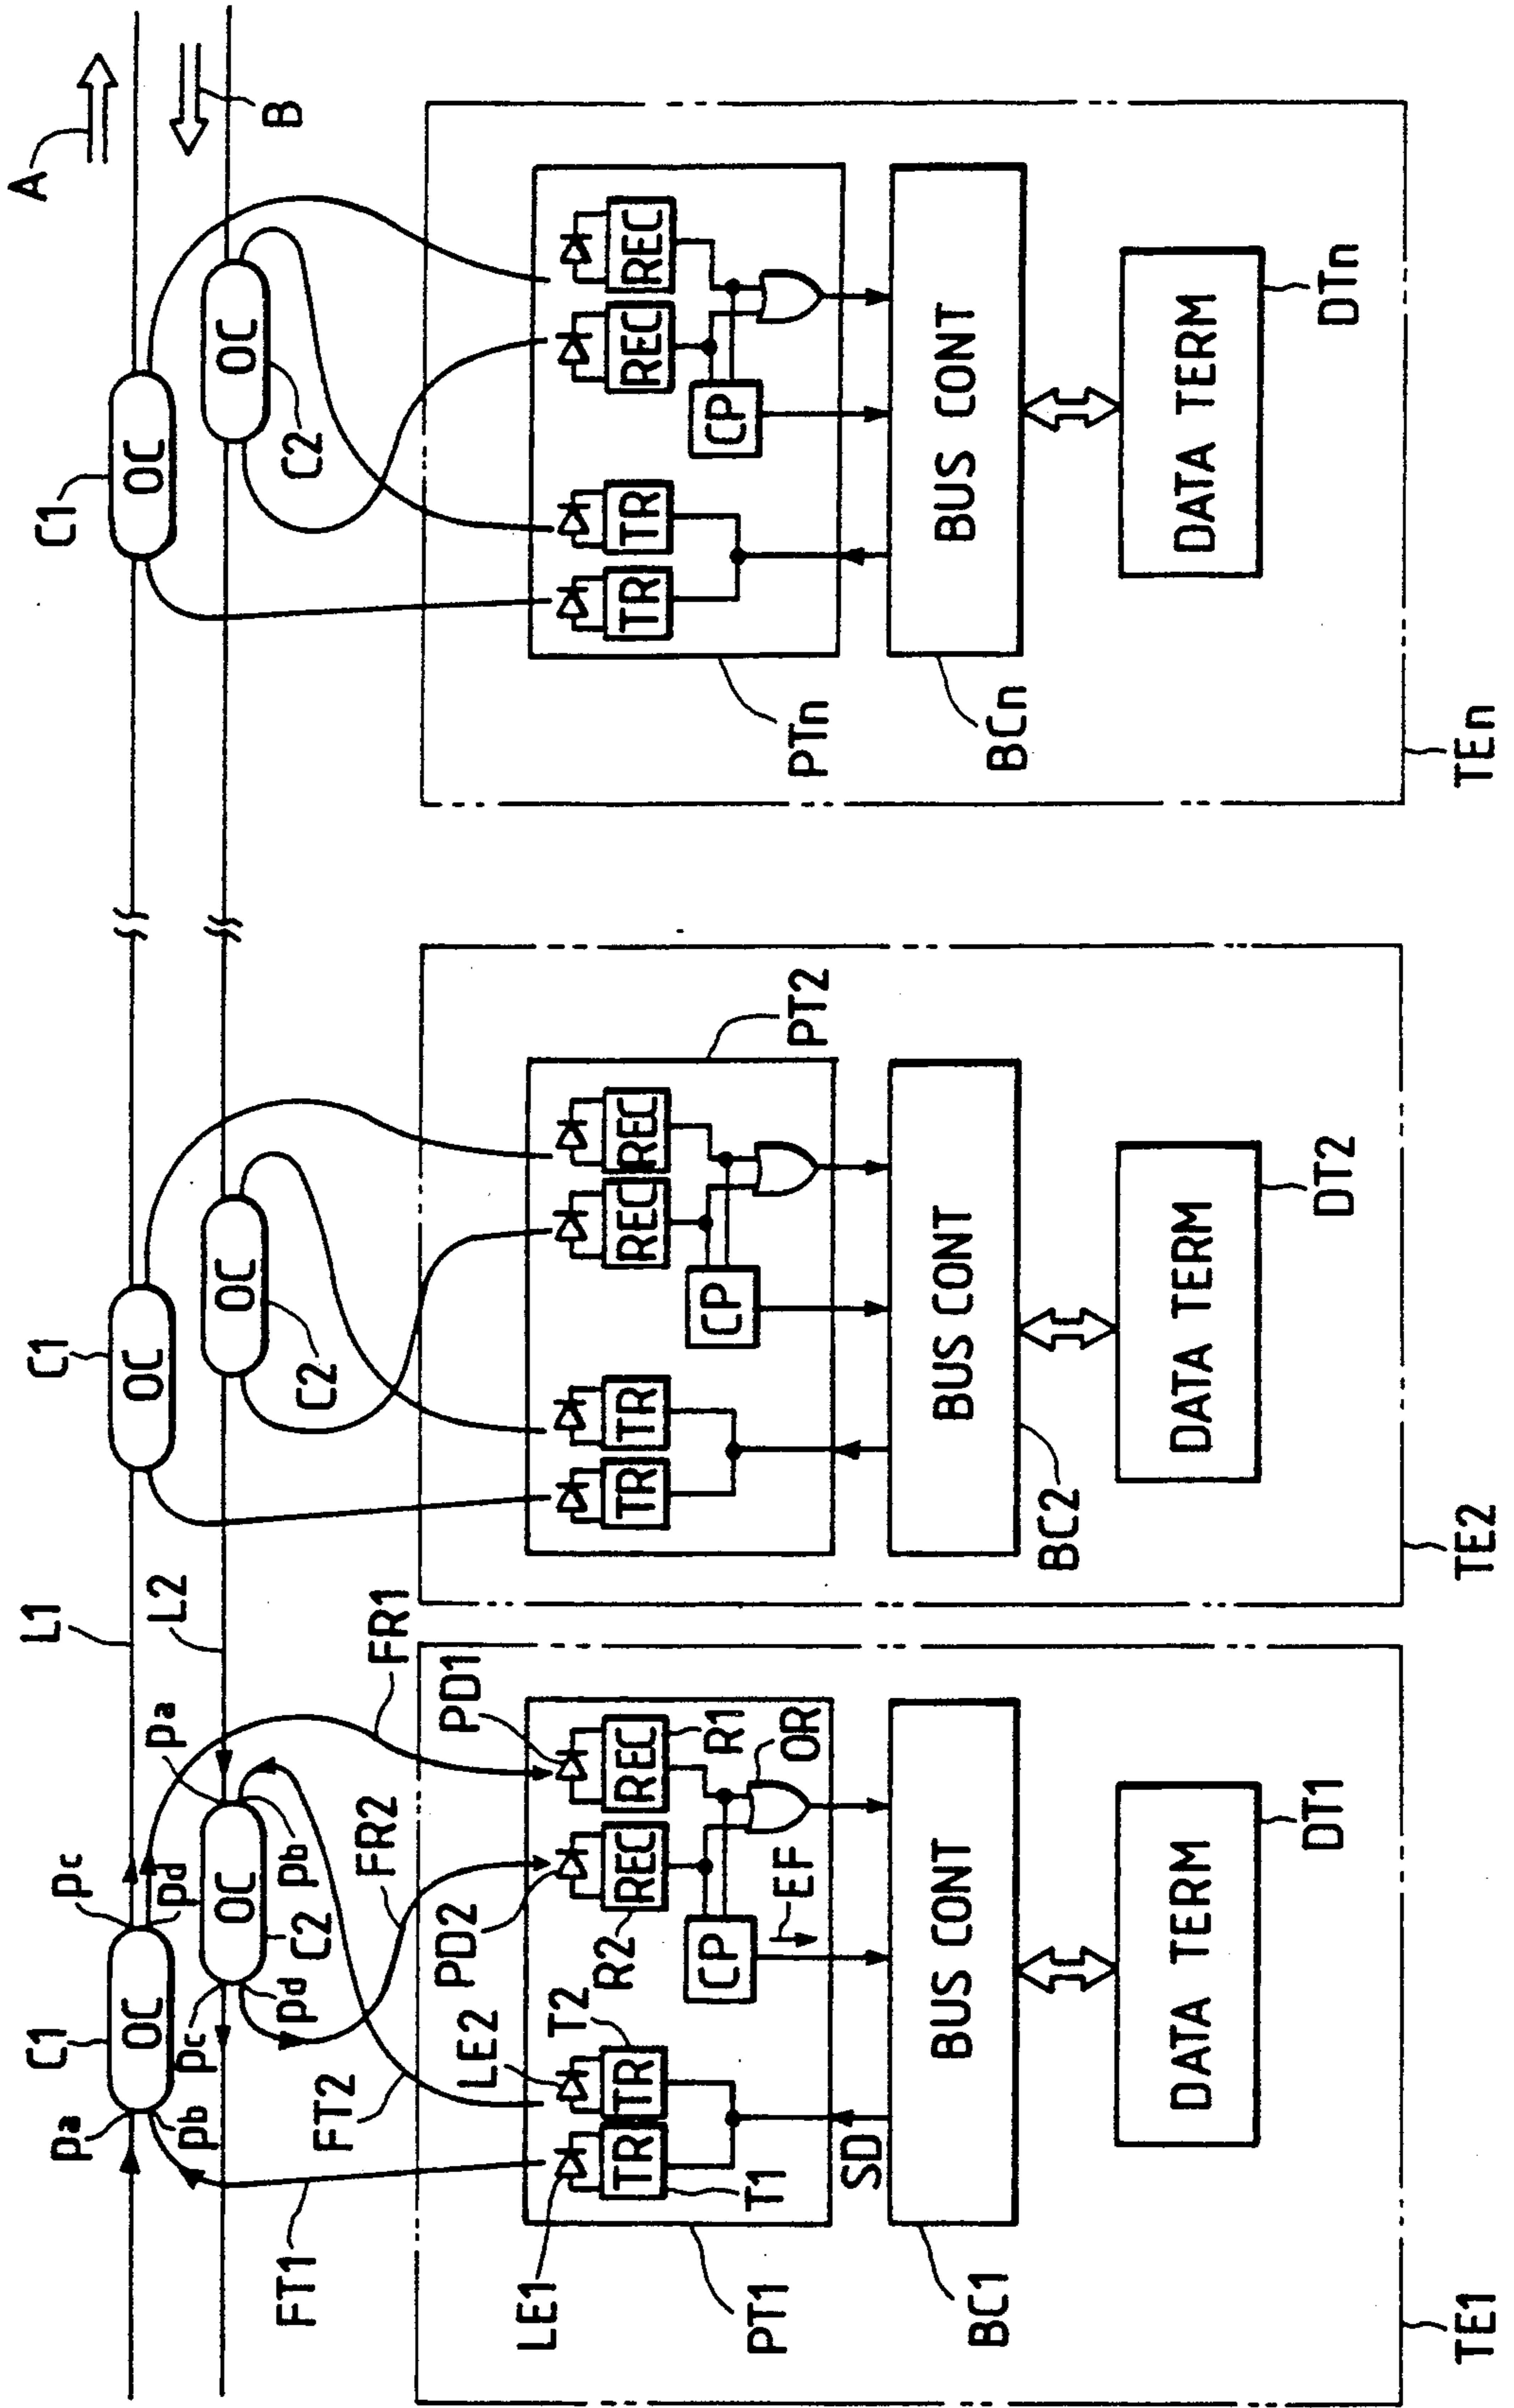 A
B
L1
L2
C1
OC
C2
OC
pa
pb
pc
pd
pa
pb
pc
pd
FT1
FT2
FR2
FR1
LE1
LE2
T2
PD2
PD1
TR
TR
REC
REC
T1
R2
R1
CP
EF
OR
PT1
SD
BUS CONT
BC1
DATA TERM
DT1
TE1
C1
OC
C2
OC
TR
TR
REC
REC
CP
PT2
BUS CONT
BC2
DATA TERM
DT2
TE2
C1
OC
C2
OC
TR
TR
REC
REC
CP
PTn
BUS CONT
BCn
DATA TERM
DTn
TEn